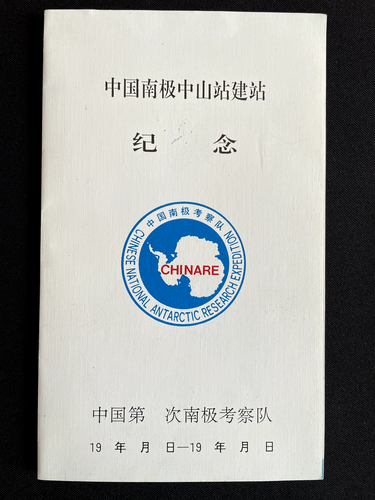 中国南极中山站建站
纪 念
中国南极考察队
CHINARE
CHINESE NATIONAL ANTARCTIC RESEARCH EXPEDITION
中国第 次南极考察队
19 年 月 日—19 年 月 日